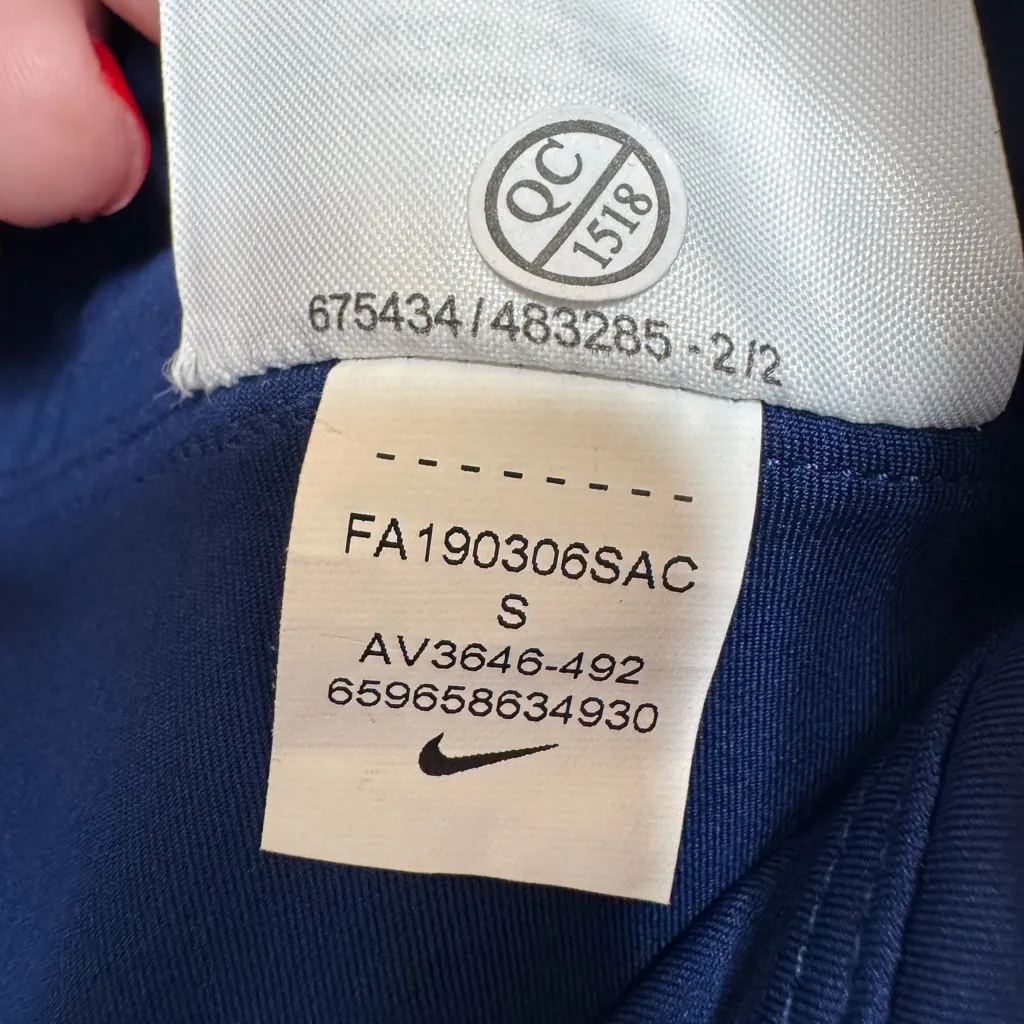 QC
1518
675434/483285 - 2/2
--------
FA190306SAC
S
AV3646-492
659658634930